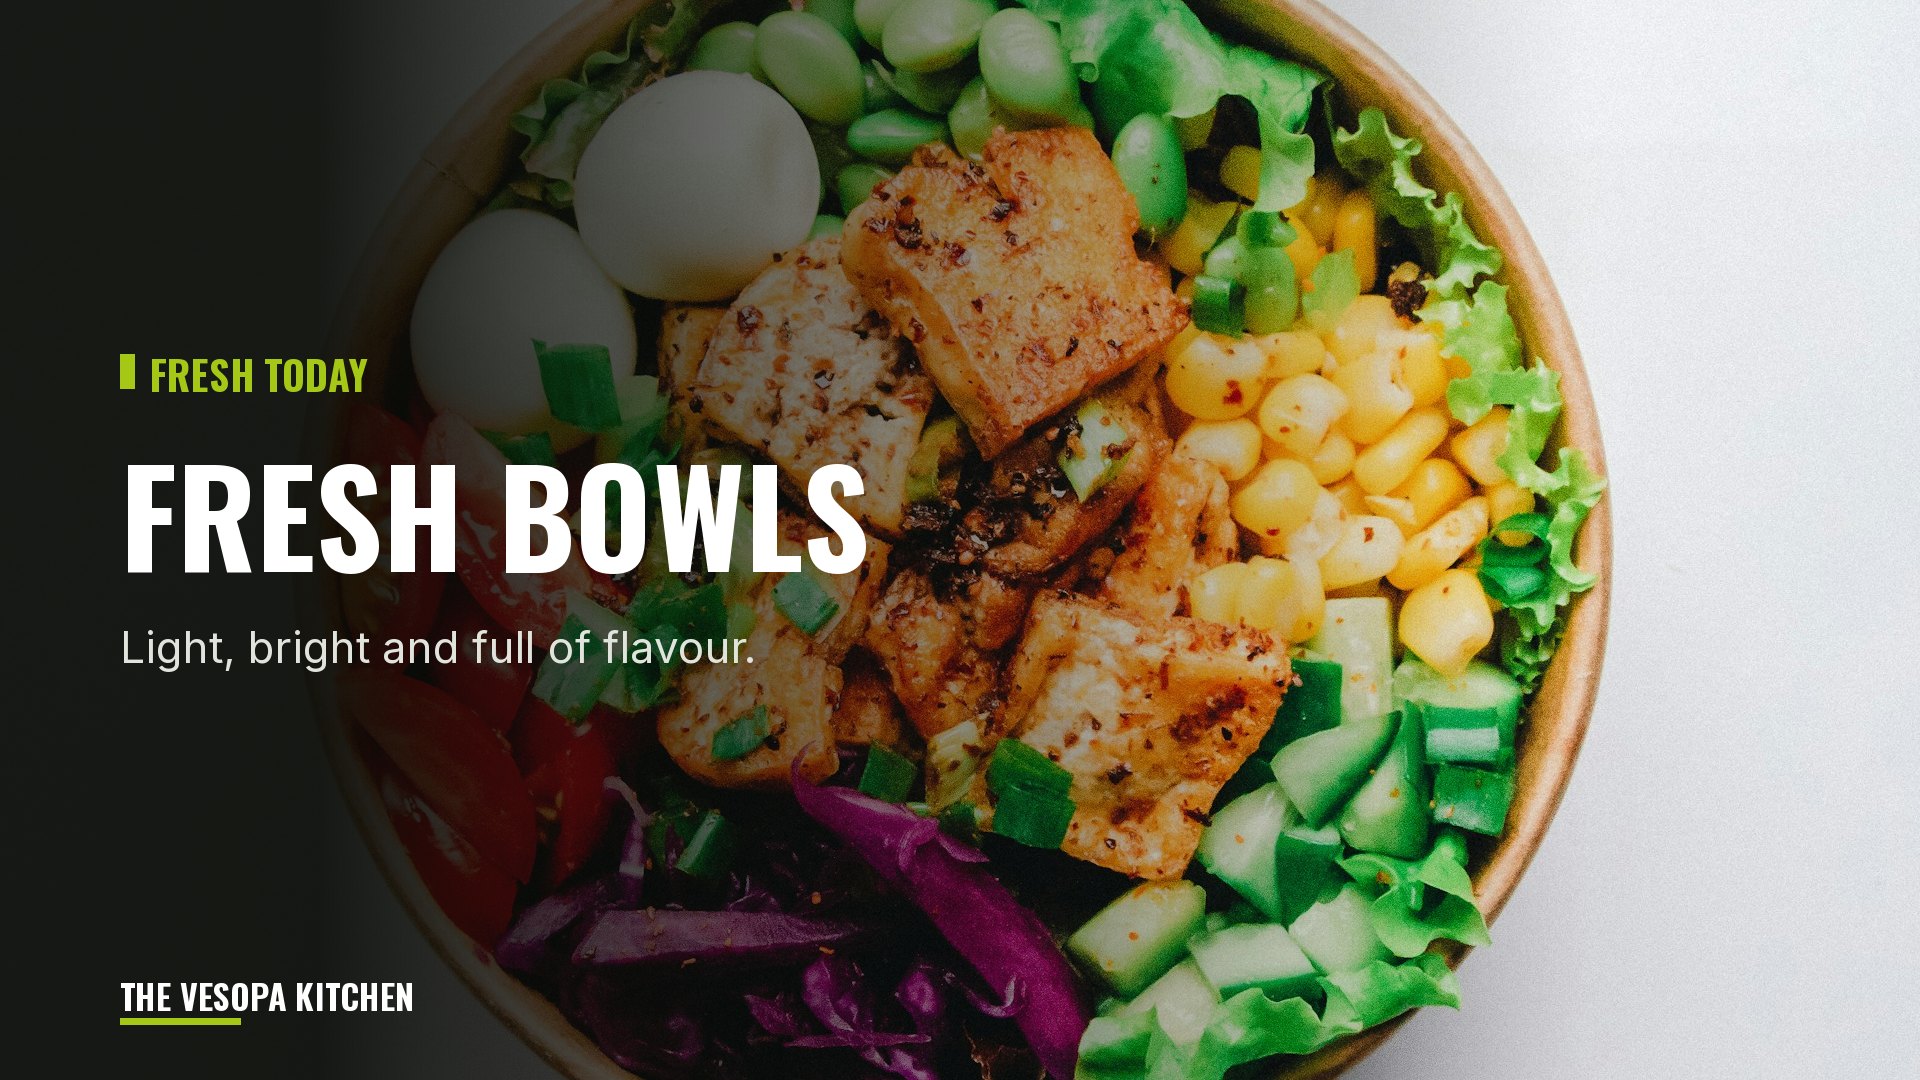 FRESH TODAY
FRESH BOWLS
Light, bright and full of flavour.
THE VESOPA KITCHEN